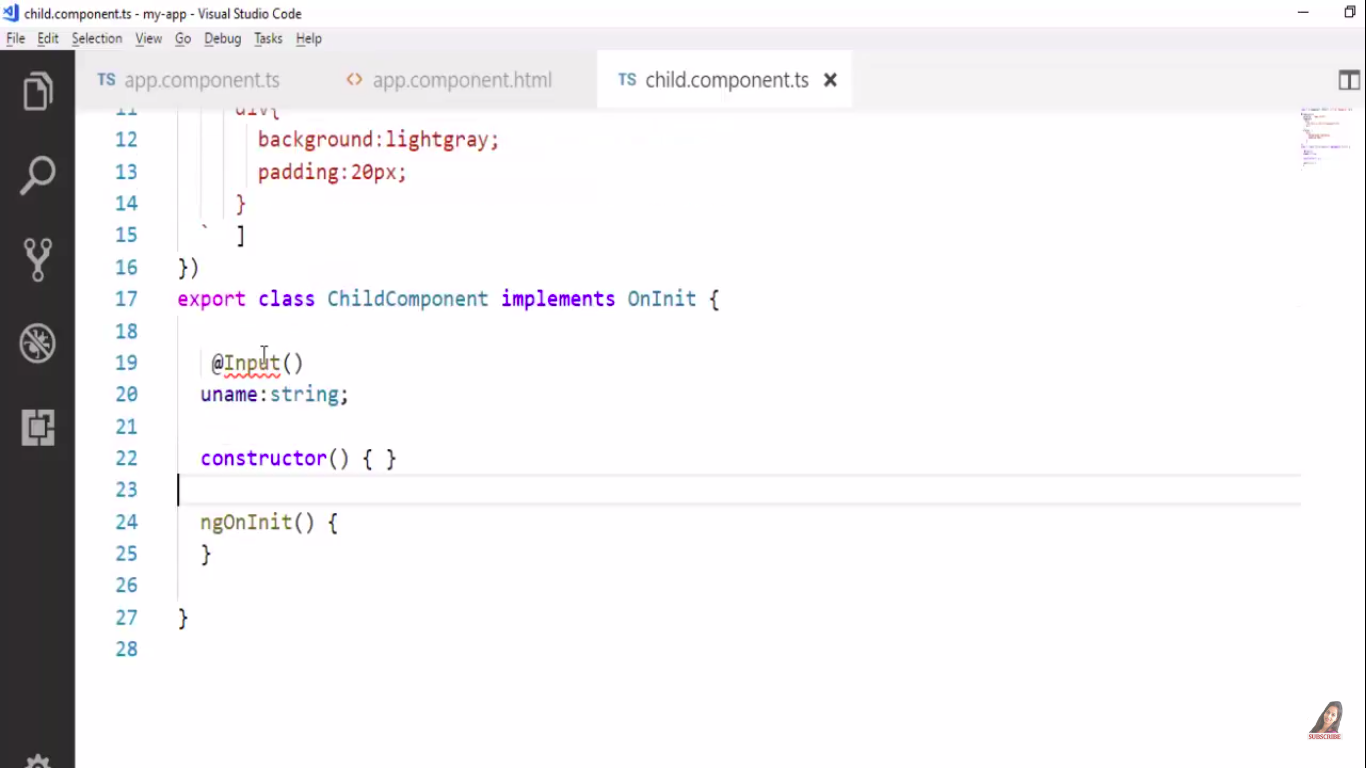 child.component.ts - my-app - Visual Studio Code
File Edit Selection View Go Debug Tasks Help
TS app.component.ts <> app.component.html TS child.component.ts
11 div{
12 background:lightgray;
13 padding:20px;
14 }
15 ` ]
16 })
17 export class ChildComponent implements OnInit {
18
19 @Input()
20 uname:string;
21
22 constructor() { }
23
24 ngOnInit() {
25 }
26
27 }
28
SUBSCRIBE